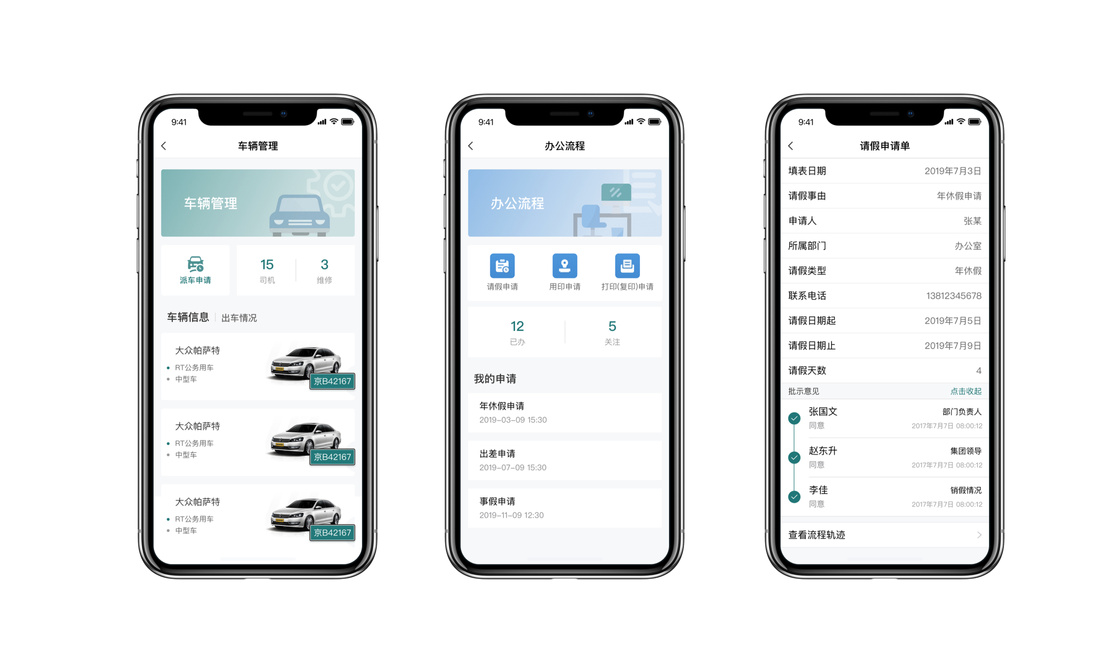 9:41
车辆管理
车辆管理
派车申请
15
司机
3
维修
车辆信息
出车情况
大众帕萨特
RT公务用车
中型车
京B42167
大众帕萨特
RT公务用车
中型车
京B42167
大众帕萨特
RT公务用车
中型车
京B42167
9:41
办公流程
办公流程
请假申请
用印申请
打印(复印)申请
12
已办
5
关注
我的申请
年休假申请
2019-03-09 15:30
出差申请
2019-07-09 15:30
事假申请
2019-11-09 12:30
9:41
请假申请单
填表日期 2019年7月3日
请假事由 年休假申请
申请人 张某
所属部门 办公室
请假类型 年休假
联系电话 13812345678
请假日期起 2019年7月5日
请假日期止 2019年7月9日
请假天数 4
批示意见 点击收起
张国文 部门负责人
同意 2017年7月7日 08:00:12
赵东升 集团领导
同意 2017年7月7日 08:00:12
李佳 销假情况
同意 2017年7月7日 08:00:12
查看流程轨迹